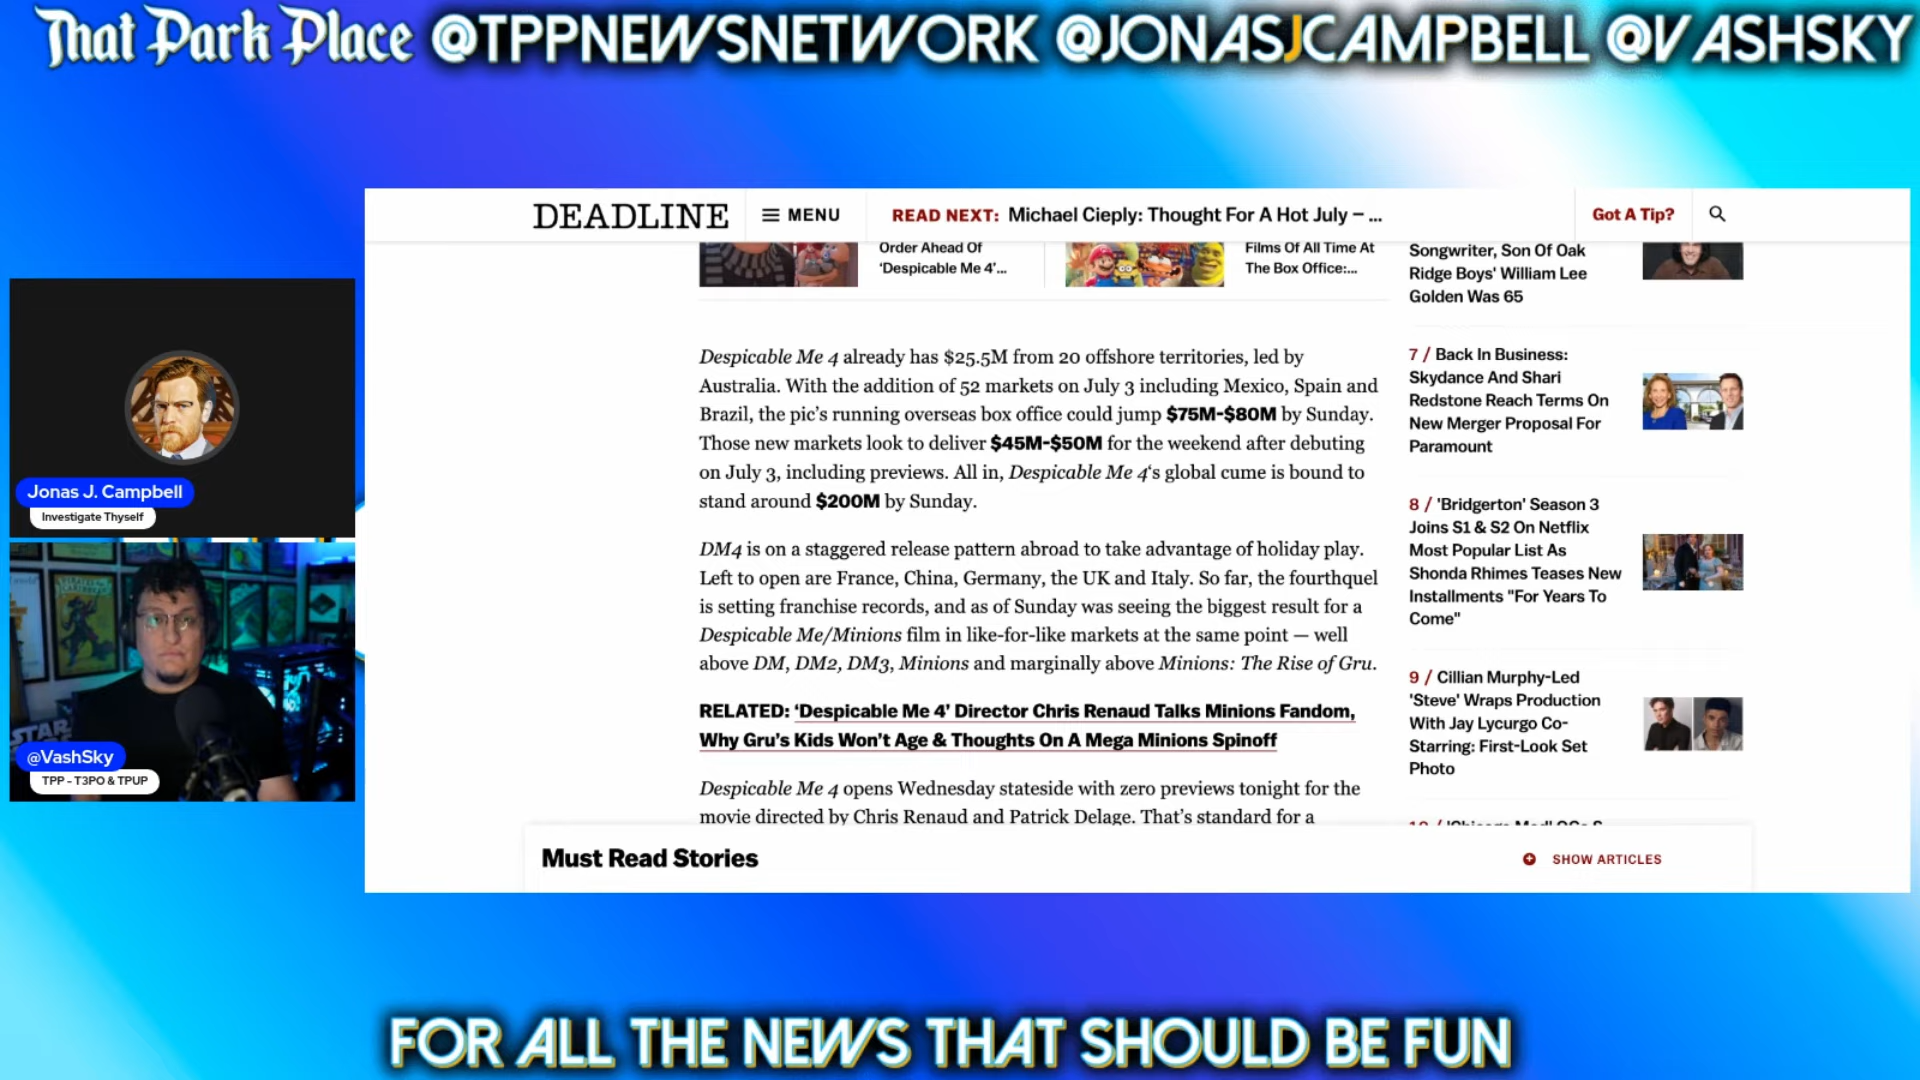 That Park Place @TPPNEWSNETWORK @JONASJCAMPBELL @VASHSKY
DEADLINE
MENU
READ NEXT: Michael Cieply: Thought For A Hot July – ...
Got A Tip?
Order Ahead Of
‘Despicable Me 4’...
Films Of All Time At
The Box Office:...
Songwriter, Son Of Oak
Ridge Boys' William Lee
Golden Was 65
Jonas J. Campbell
Investigate Thyself
STAR
@VashSky
TPP - T3PO & TPUP
Despicable Me 4 already has $25.5M from 20 offshore territories, led by
Australia. With the addition of 52 markets on July 3 including Mexico, Spain and
Brazil, the pic’s running overseas box office could jump $75M-$80M by Sunday.
Those new markets look to deliver $45M-$50M for the weekend after debuting
on July 3, including previews. All in, Despicable Me 4‘s global cume is bound to
stand around $200M by Sunday.
DM4 is on a staggered release pattern abroad to take advantage of holiday play.
Left to open are France, China, Germany, the UK and Italy. So far, the fourthquel
is setting franchise records, and as of Sunday was seeing the biggest result for a
Despicable Me/Minions film in like-for-like markets at the same point — well
above DM, DM2, DM3, Minions and marginally above Minions: The Rise of Gru.
RELATED: ‘Despicable Me 4’ Director Chris Renaud Talks Minions Fandom,
Why Gru’s Kids Won’t Age & Thoughts On A Mega Minions Spinoff
Despicable Me 4 opens Wednesday stateside with zero previews tonight for the
movie directed by Chris Renaud and Patrick Delage. That’s standard for a
7 / Back In Business:
Skydance And Shari
Redstone Reach Terms On
New Merger Proposal For
Paramount
8 / 'Bridgerton' Season 3
Joins S1 & S2 On Netflix
Most Popular List As
Shonda Rhimes Teases New
Installments "For Years To
Come"
9 / Cillian Murphy-Led
'Steve' Wraps Production
With Jay Lycurgo Co-
Starring: First-Look Set
Photo
Must Read Stories
SHOW ARTICLES
FOR ALL THE NEWS THAT SHOULD BE FUN